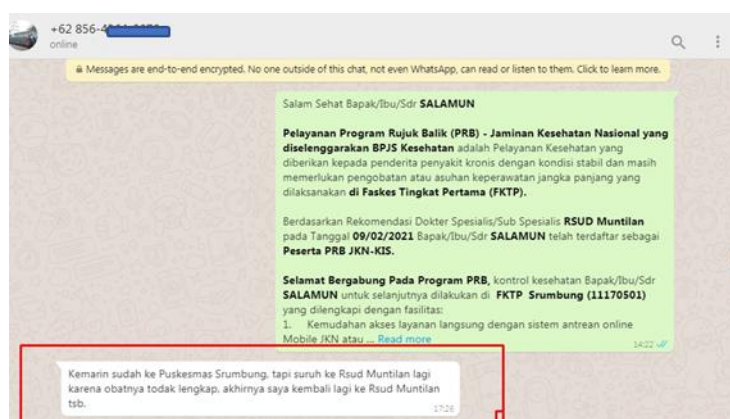 +62 856-4
online
Messages are end-to-end encrypted. No one outside of this chat, not even WhatsApp, can read or listen to them. Click to learn more.
Salam Sehat Bapak/Ibu/Sdr SALAMUN
Pelayanan Program Rujuk Balik (PRB) - Jaminan Kesehatan Nasional yang
diselenggarakan BPJS Kesehatan adalah Pelayanan Kesehatan yang
diberikan kepada penderita penyakit kronis dengan kondisi stabil dan masih
memerlukan pengobatan atau asuhan keperawatan jangka panjang yang
dilaksanakan di Faskes Tingkat Pertama (FKTP).
Berdasarkan Rekomendasi Dokter Spesialis/Sub Spesialis RSUD Muntilan
pada Tanggal 09/02/2021 Bapak/Ibu/Sdr SALAMUN telah terdaftar sebagai
Peserta PRB JKN-KIS.
Selamat Bergabung Pada Program PRB, kontrol kesehatan Bapak/Ibu/Sdr
SALAMUN untuk selanjutnya dilakukan di FKTP Srumbung (11170501)
yang dilengkapi dengan fasilitas:
1. Kemudahan akses layanan langsung dengan sistem antrean online
Mobile JKN atau ... Read more
14:22
Kemarin sudah ke Puskesmas Srumbung, tapi suruh ke Rsud Muntilan lagi
karena obatnya todak lengkap, akhirnya saya kembali lagi ke Rsud Muntilan
tsb.
17:26